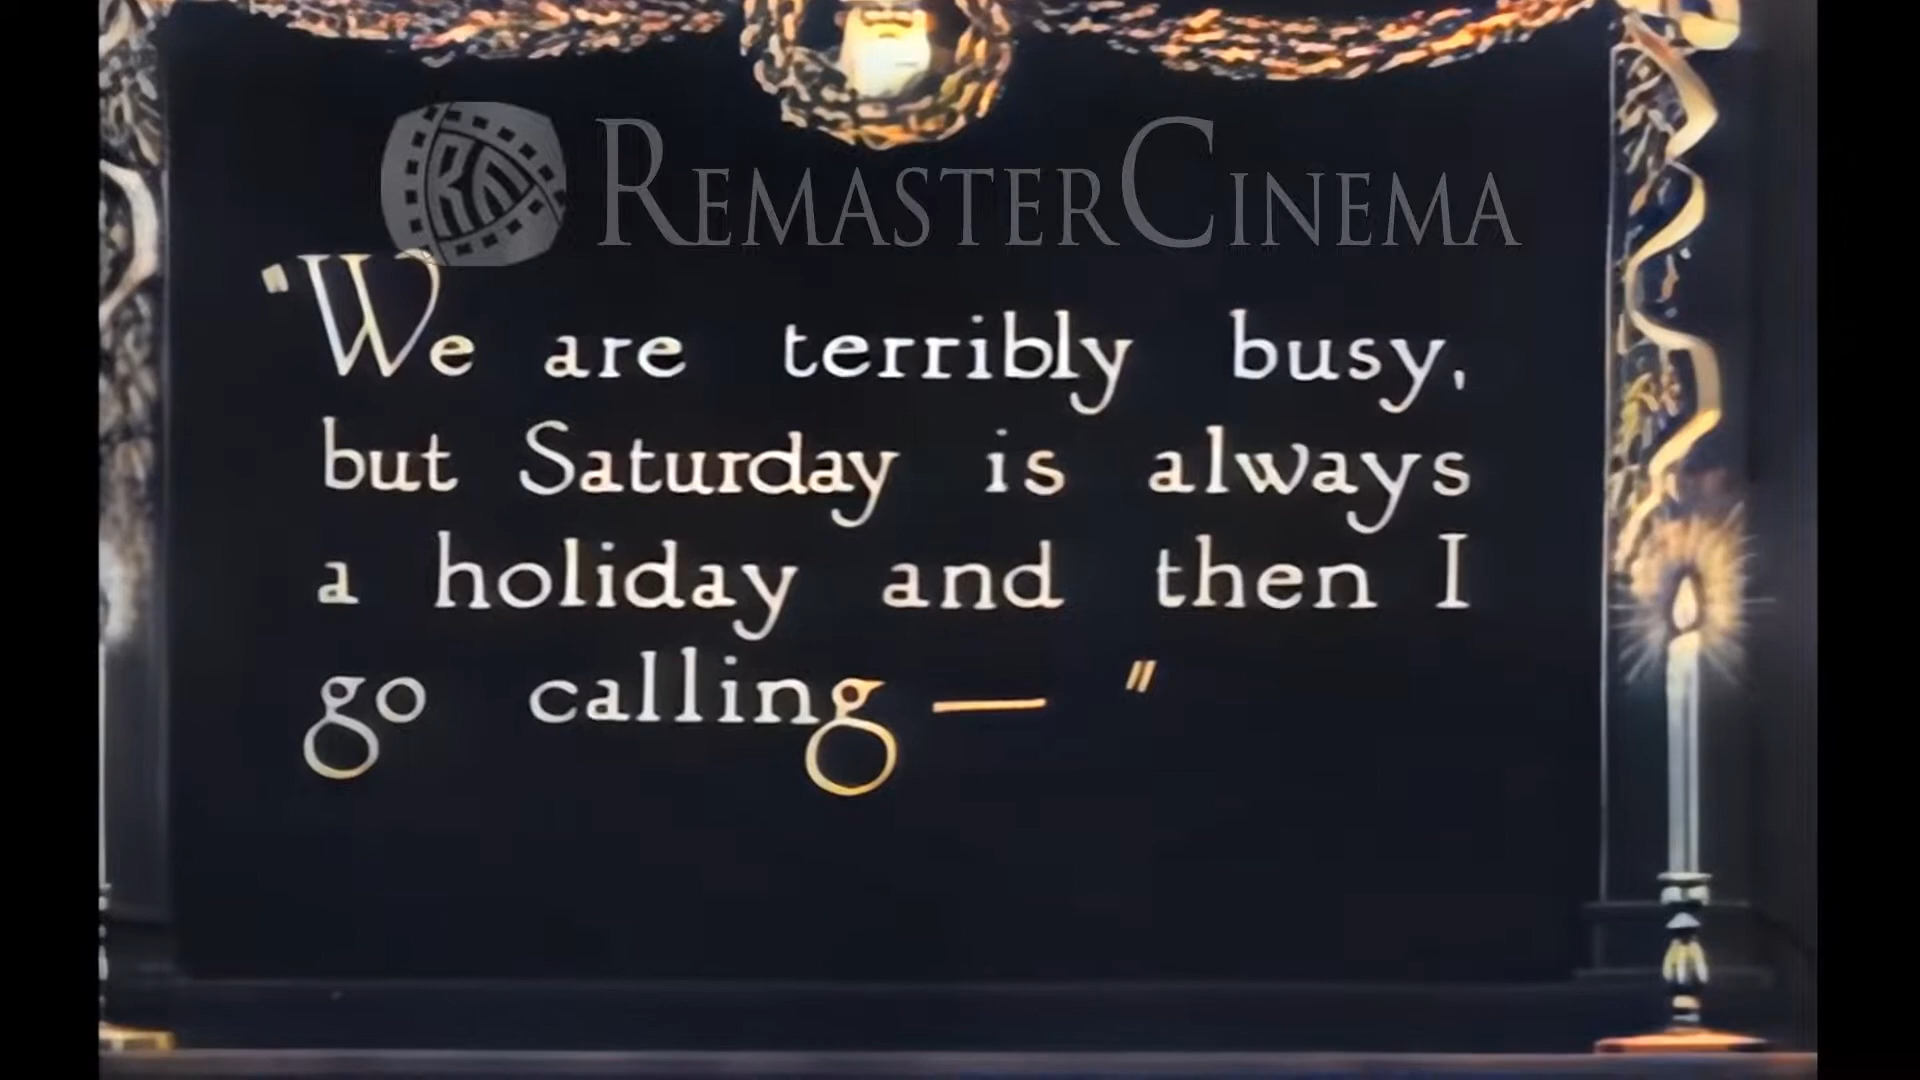 REMASTERCINEMA
"We are terribly busy,
but Saturday is always
a holiday and then I
go calling — "